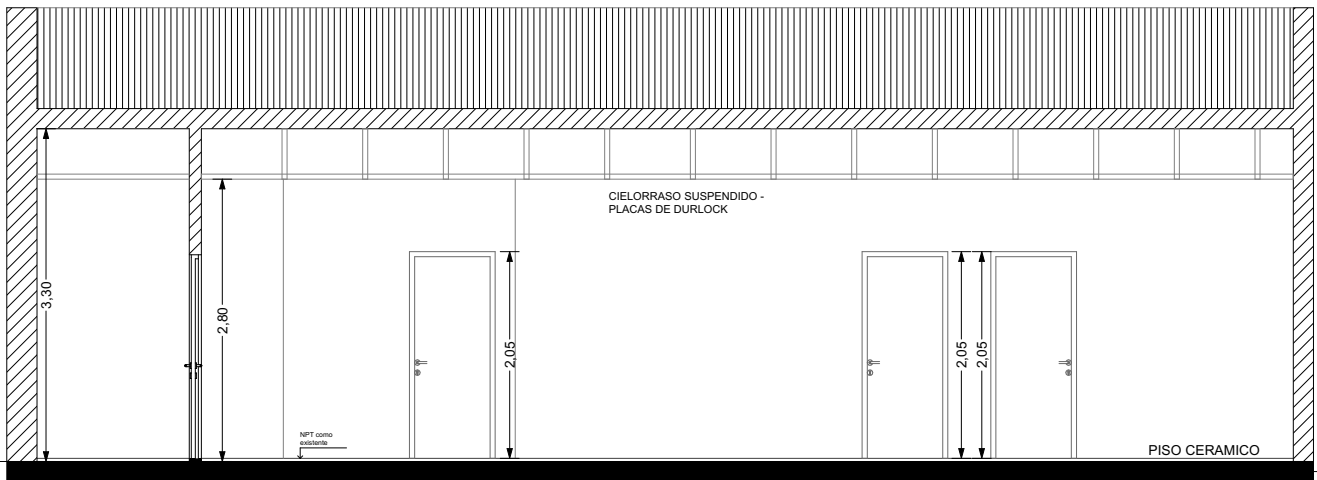 CIELORRASO SUSPENDIDO -
PLACAS DE DURLOCK
3,30
2,80
2,05
2,05
2,05
NPT como
existente
PISO CERAMICO